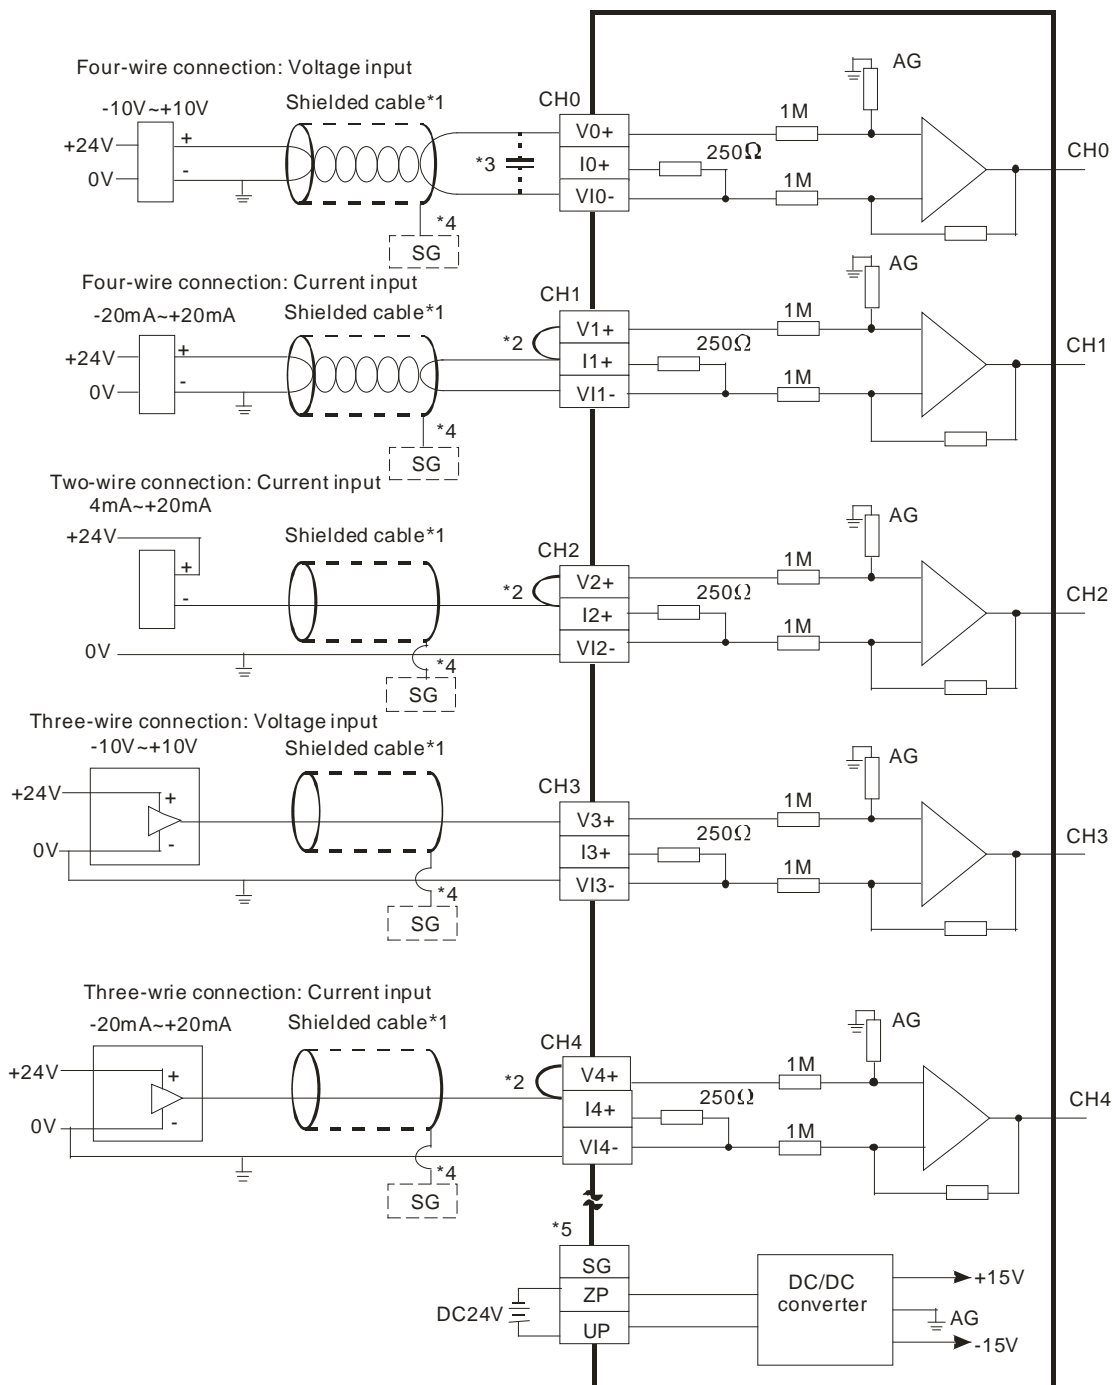 Four-wire connection: Voltage input
-10V~+10V
Shielded cable*1
CH0
AG
+24V
+
0V
-
*3
V0+
I0+
VI0-
250Ω
1M
1M
CH0
*4
SG
Four-wire connection: Current input
-20mA~+20mA
Shielded cable*1
CH1
AG
+24V
+
0V
-
*2
V1+
I1+
VI1-
250Ω
1M
1M
CH1
*4
SG
Two-wire connection: Current input
4mA~+20mA
+24V
Shielded cable*1
CH2
AG
+
-
0V
*2
V2+
I2+
VI2-
250Ω
1M
1M
CH2
*4
SG
Three-wire connection: Voltage input
-10V~+10V
Shielded cable*1
CH3
AG
+24V
+
0V
-
V3+
I3+
VI3-
250Ω
1M
1M
CH3
*4
SG
Three-wrie connection: Current input
-20mA~+20mA
Shielded cable*1
CH4
AG
+24V
+
0V
-
*2
V4+
I4+
VI4-
250Ω
1M
1M
CH4
*4
SG
*5
SG
ZP
UP
DC24V
DC/DC
converter
+15V
AG
-15V